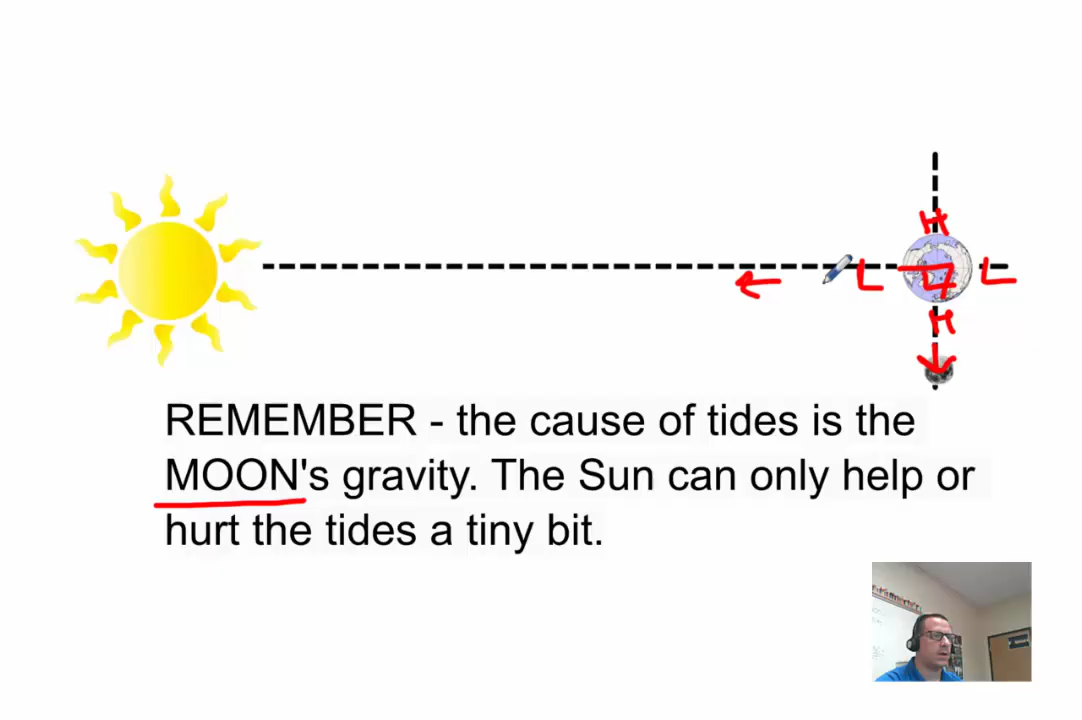 H
L L
H
REMEMBER - the cause of tides is the
MOON's gravity. The Sun can only help or
hurt the tides a tiny bit.